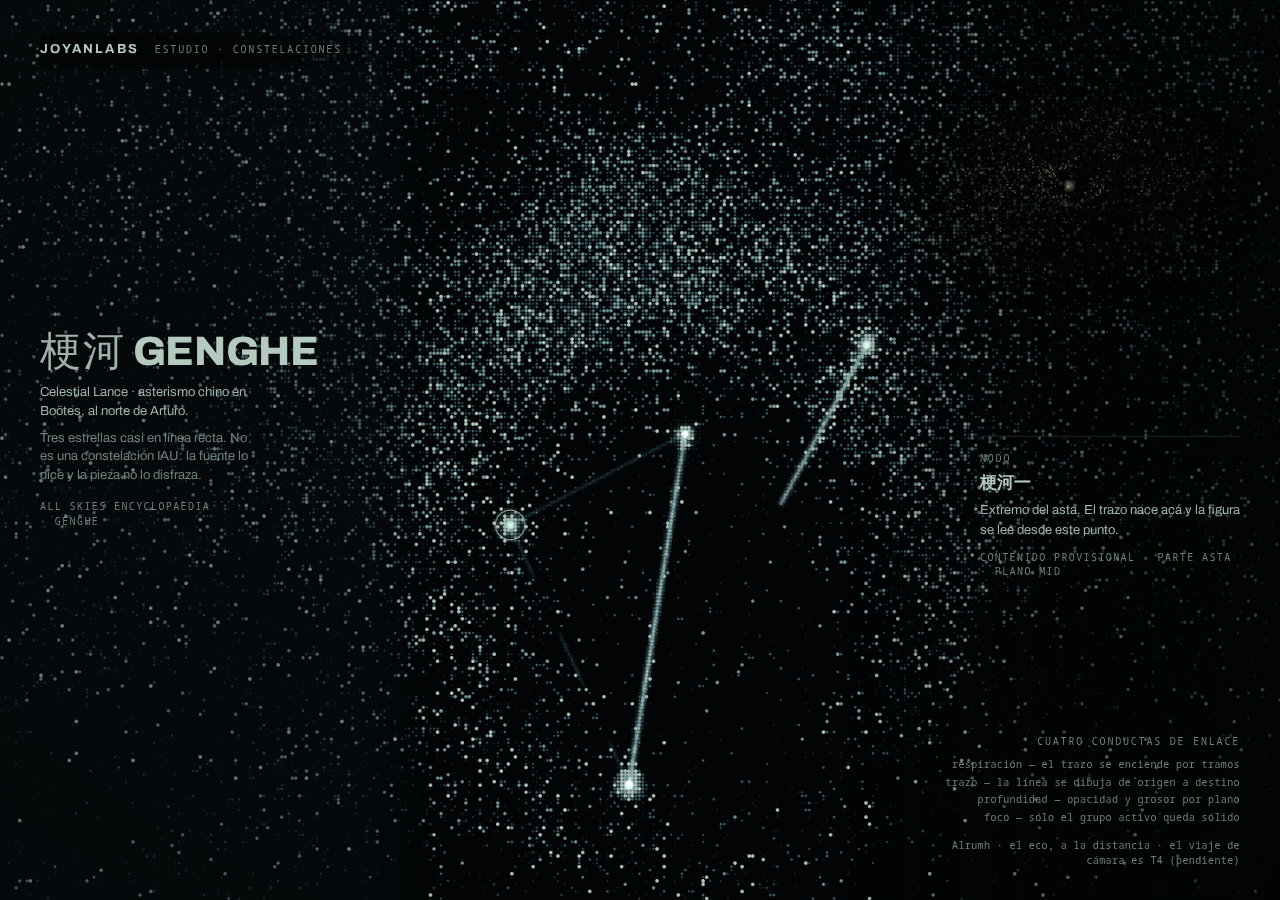 JOYANLABS ESTUDIO · CONSTELACIONES
梗河 GENGHE
Celestial Lance · asterismo chino en
Boötes, al norte de Arturo.
Tres estrellas casi en línea recta. No
es una constelación IAU: la fuente lo
dice y la pieza no lo disfraza.
ALL SKIES ENCYCLOPAEDIA
· GENGHE
NODO
梗河一
Extremo del asta. El trazo nace acá y la figura
se lee desde este punto.
CONTENIDO PROVISIONAL · PARTE ASTA
· PLANO MID
CUATRO CONDUCTAS DE ENLACE
respiración — el trazo se enciende por tramos
trazo — la línea se dibuja de origen a destino
profundidad — opacidad y grosor por plano
foco — sólo el grupo activo queda sólido
Alrumh · el eco, a la distancia · el viaje de
cámara es T4 (pendiente)